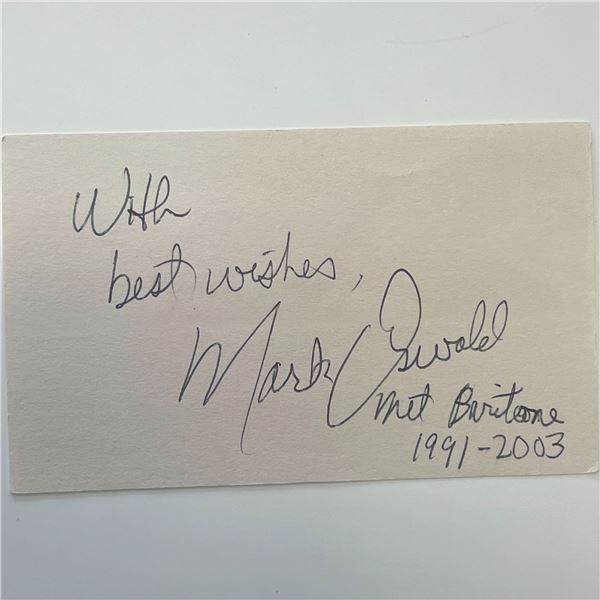 With
best wishes,
Mark Oswald
Met Baritone
1991-2003